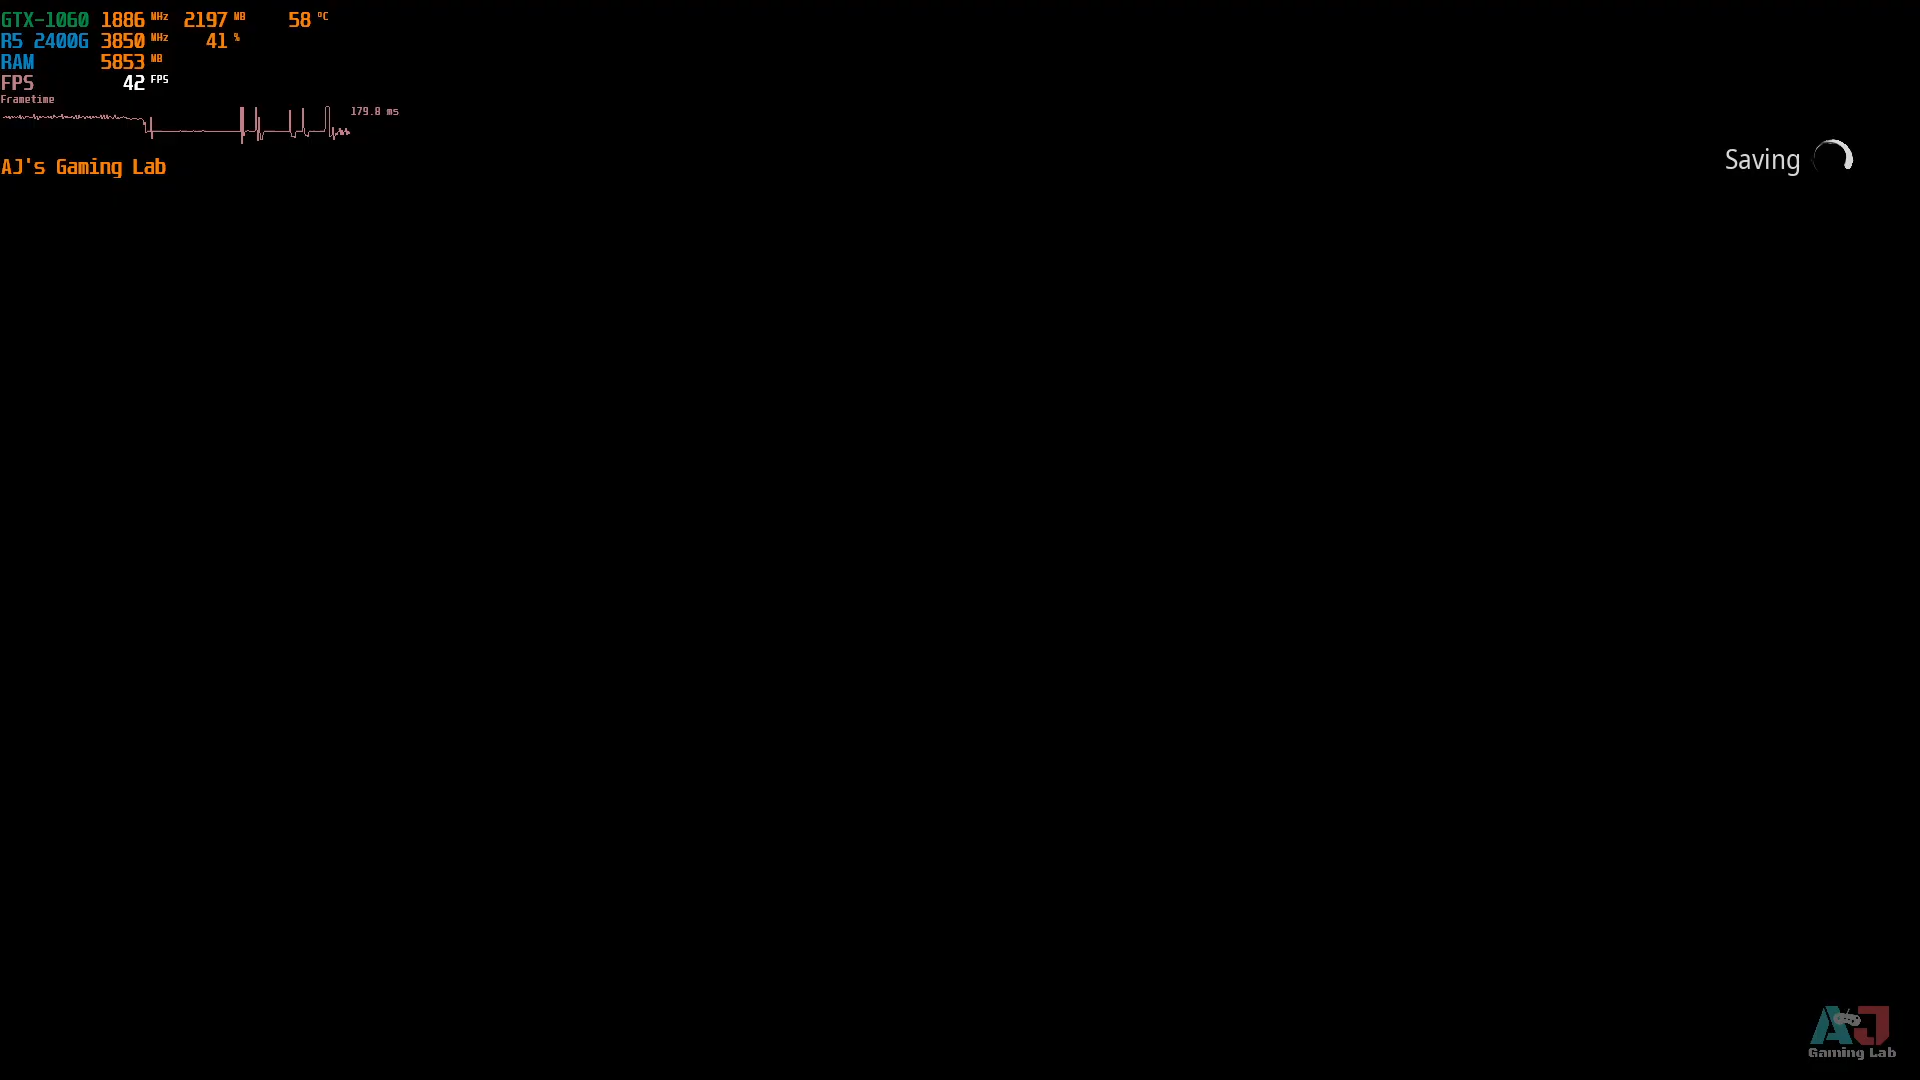 GTX-1060 1886 MHz 2197 MB 58 °C
R5 2400G 3850 MHz 41 %
RAM 5853 MB
FPS 42 FPS
Frametime
179.8 ms
AJ's Gaming Lab
Saving
AJ
Gaming Lab